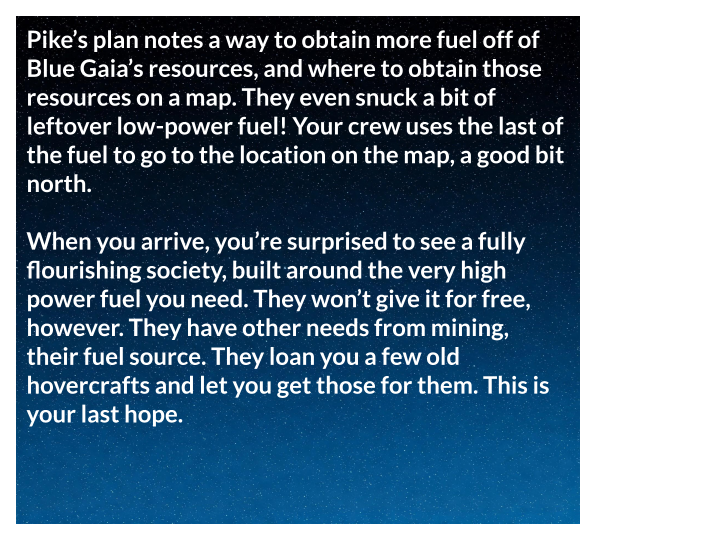 Pike’s plan notes a way to obtain more fuel off of
Blue Gaia’s resources, and where to obtain those
resources on a map. They even snuck a bit of
leftover low-power fuel! Your crew uses the last of
the fuel to go to the location on the map, a good bit
north.

When you arrive, you’re surprised to see a fully
flourishing society, built around the very high
power fuel you need. They won’t give it for free,
however. They have other needs from mining,
their fuel source. They loan you a few old
hovercrafts and let you get those for them. This is
your last hope.